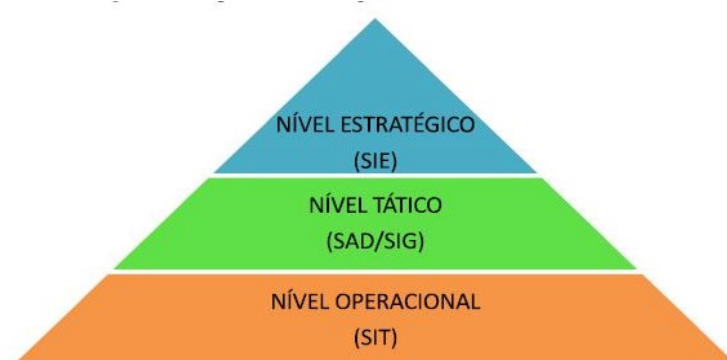 NÍVEL ESTRATÉGICO
(SIE)
NÍVEL TÁTICO
(SAD/SIG)
NÍVEL OPERACIONAL
(SIT)